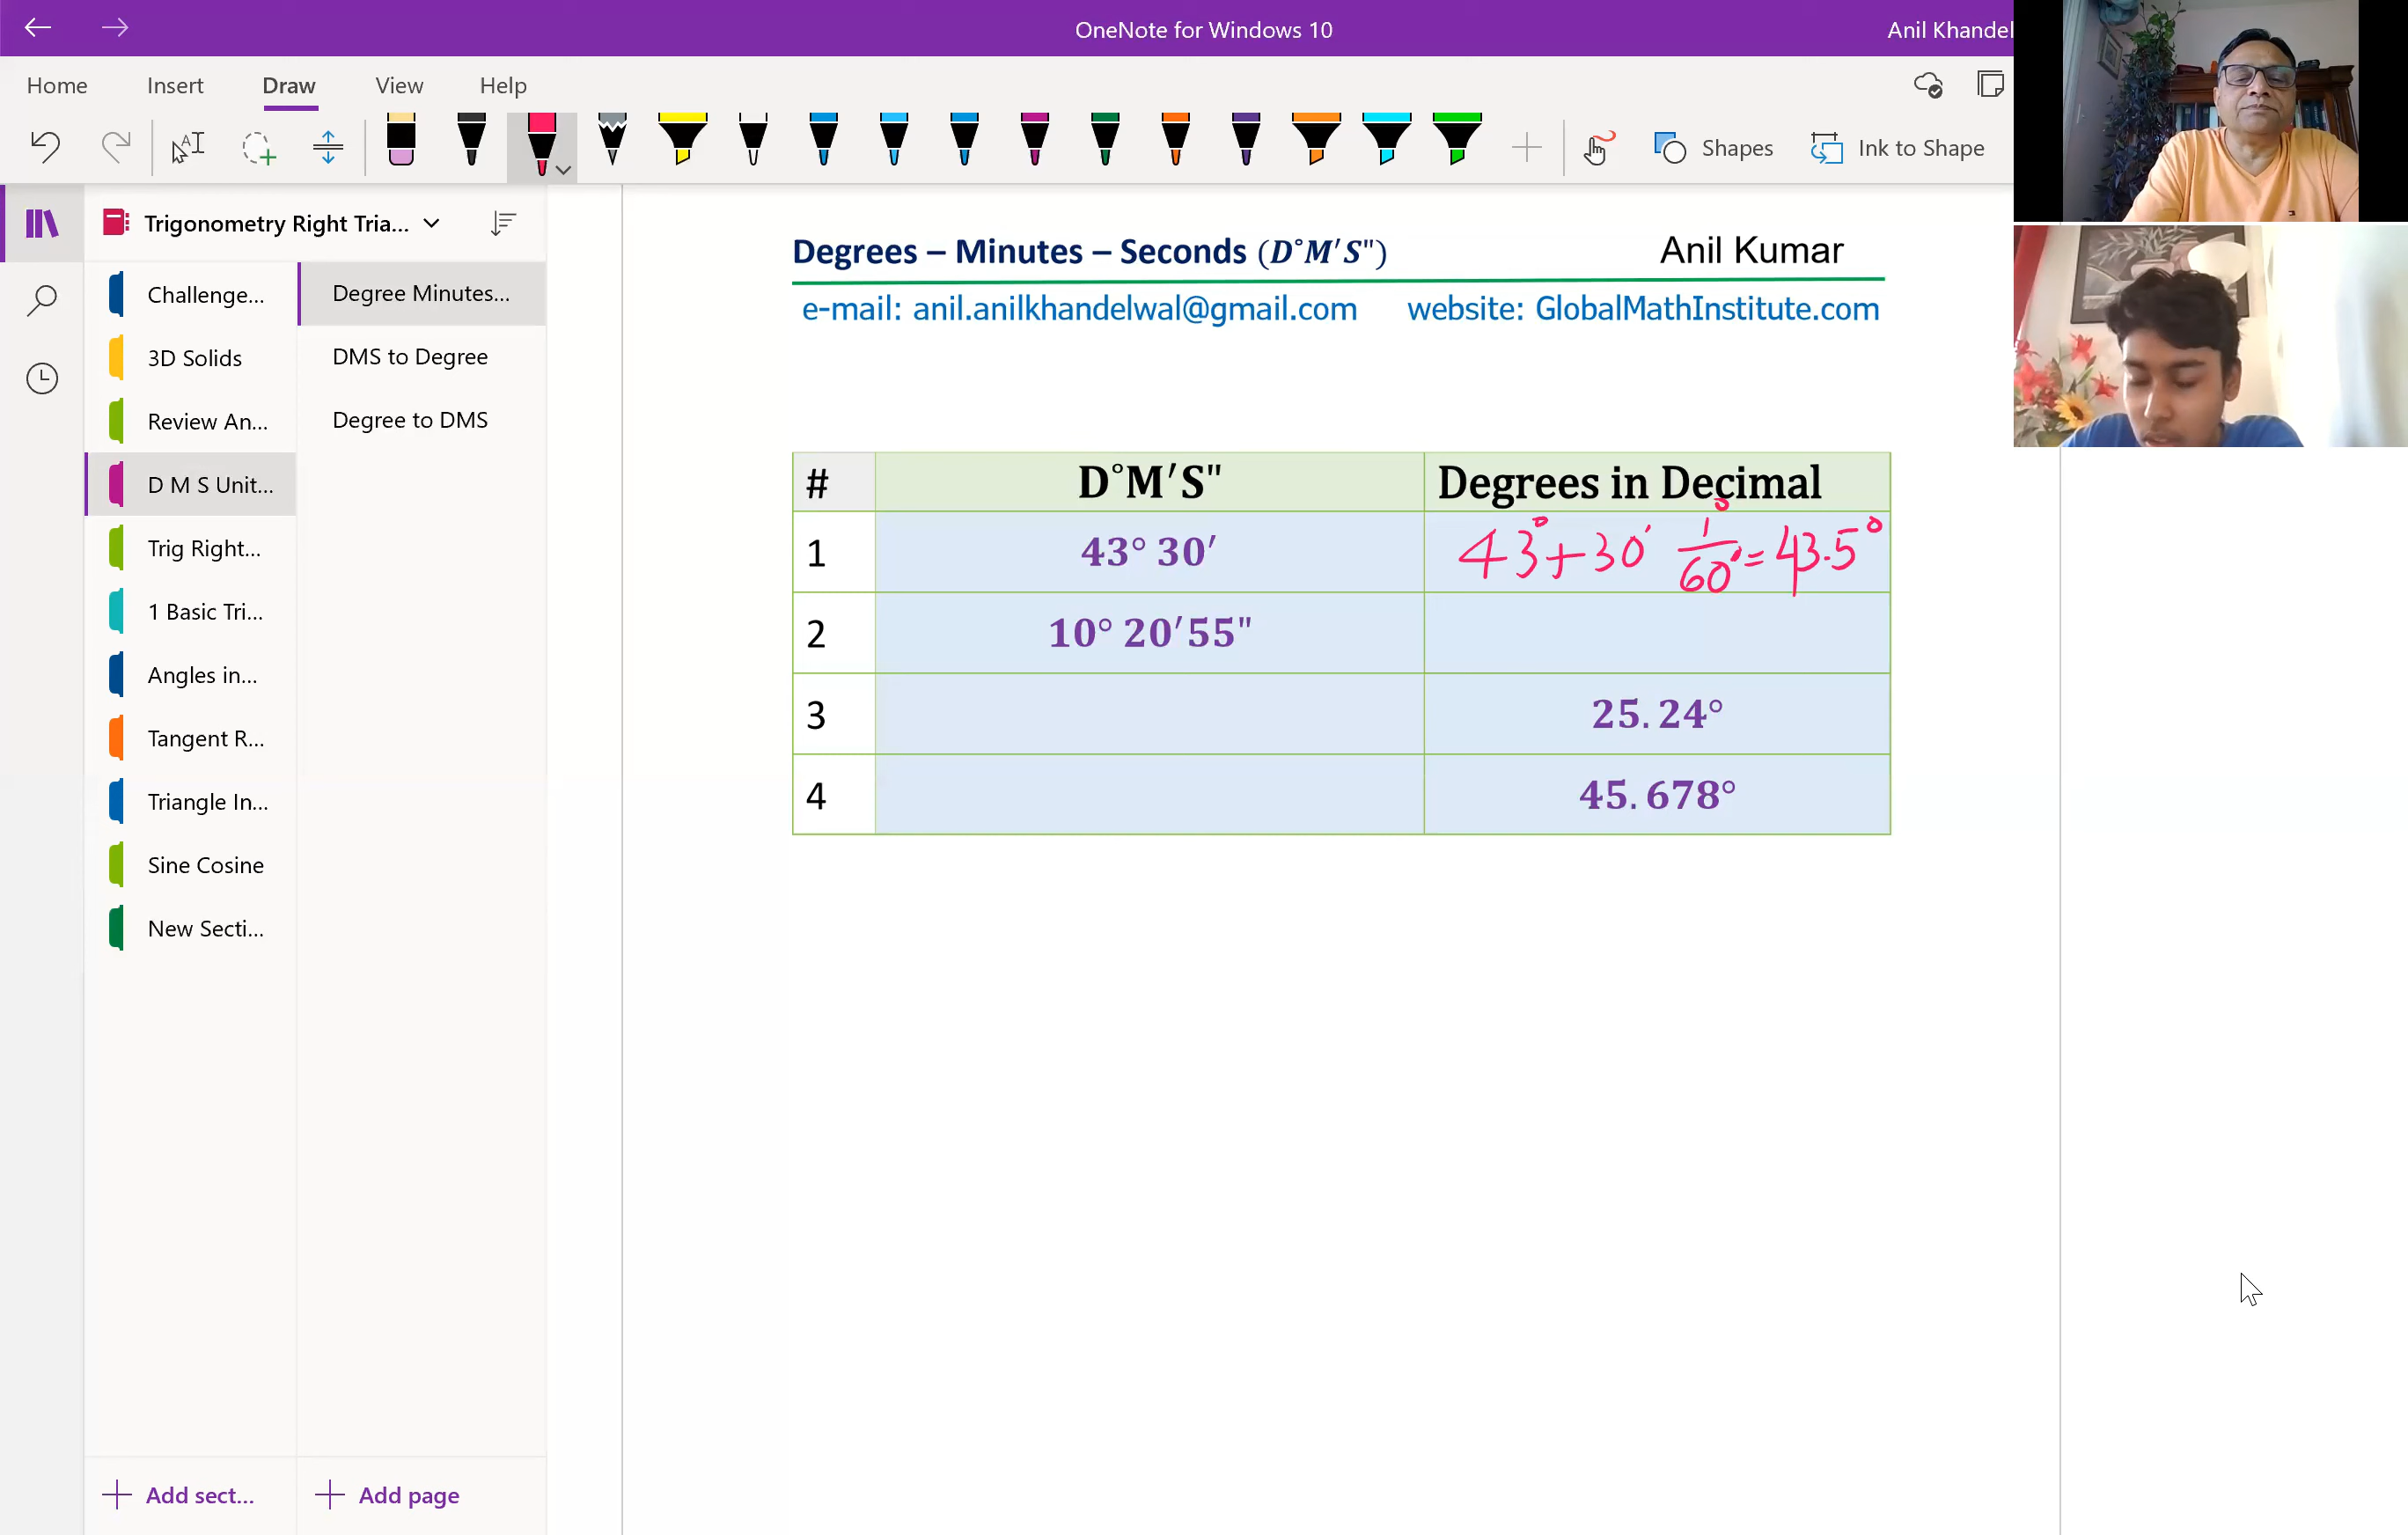 OneNote for Windows 10
Anil Khandel
Home Insert Draw View Help
Shapes Ink to Shape
Trigonometry Right Tria...
Challenge...
3D Solids
Review An...
D M S Unit...
Trig Right...
1 Basic Tri...
Angles in...
Tangent R...
Triangle In...
Sine Cosine
New Secti...
Add sect...
Degree Minutes...
DMS to Degree
Degree to DMS
Add page
Degrees – Minutes – Seconds (D°M′S") Anil Kumar
e-mail: anil.anilkhandelwal@gmail.com website: GlobalMathInstitute.com
# D°M′S" Degrees in Decimal
1 43° 30′ 43° + 30′ 1°/60′ = 43.5°
2 10° 20′55"
3 25.24°
4 45.678°